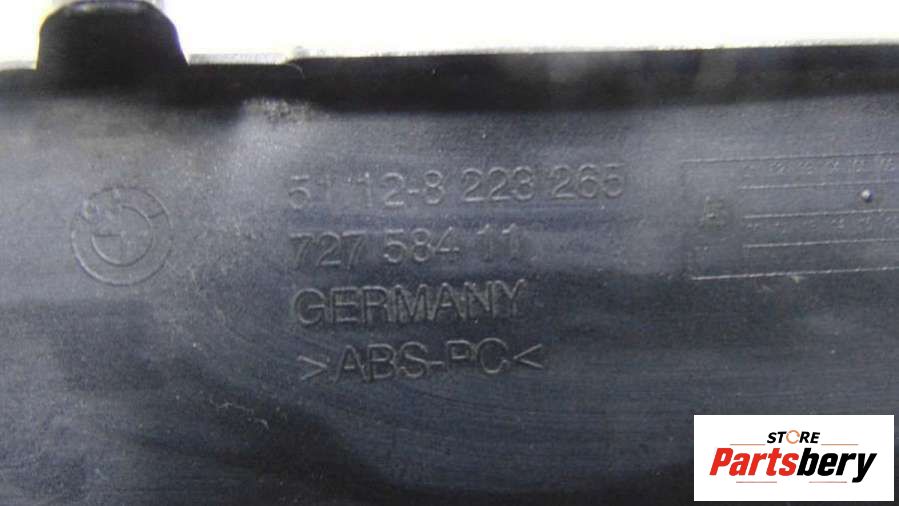 51 12-8 223 265
727 584 11
GERMANY
>ABS-PC<
A
STORE
Partsbery